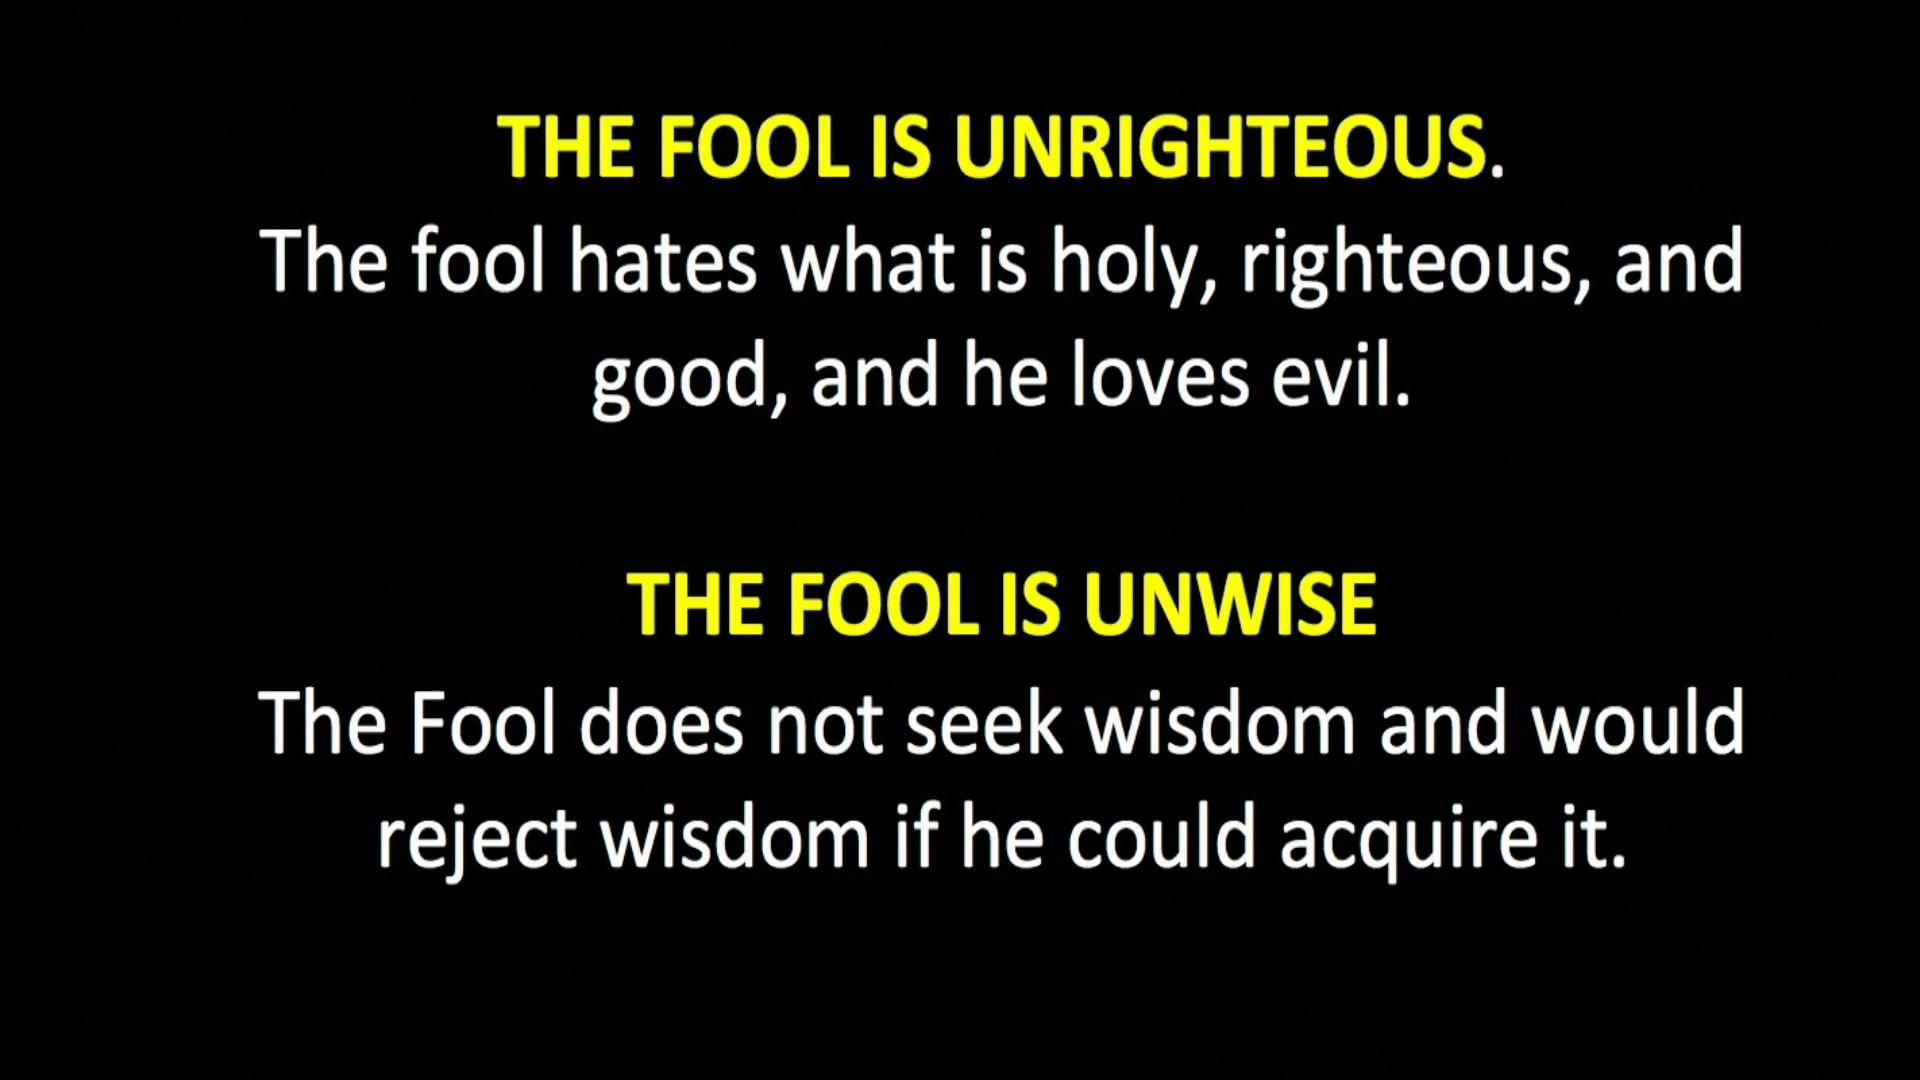 THE FOOL IS UNRIGHTEOUS.
The fool hates what is holy, righteous, and
good, and he loves evil.
THE FOOL IS UNWISE
The Fool does not seek wisdom and would
reject wisdom if he could acquire it.